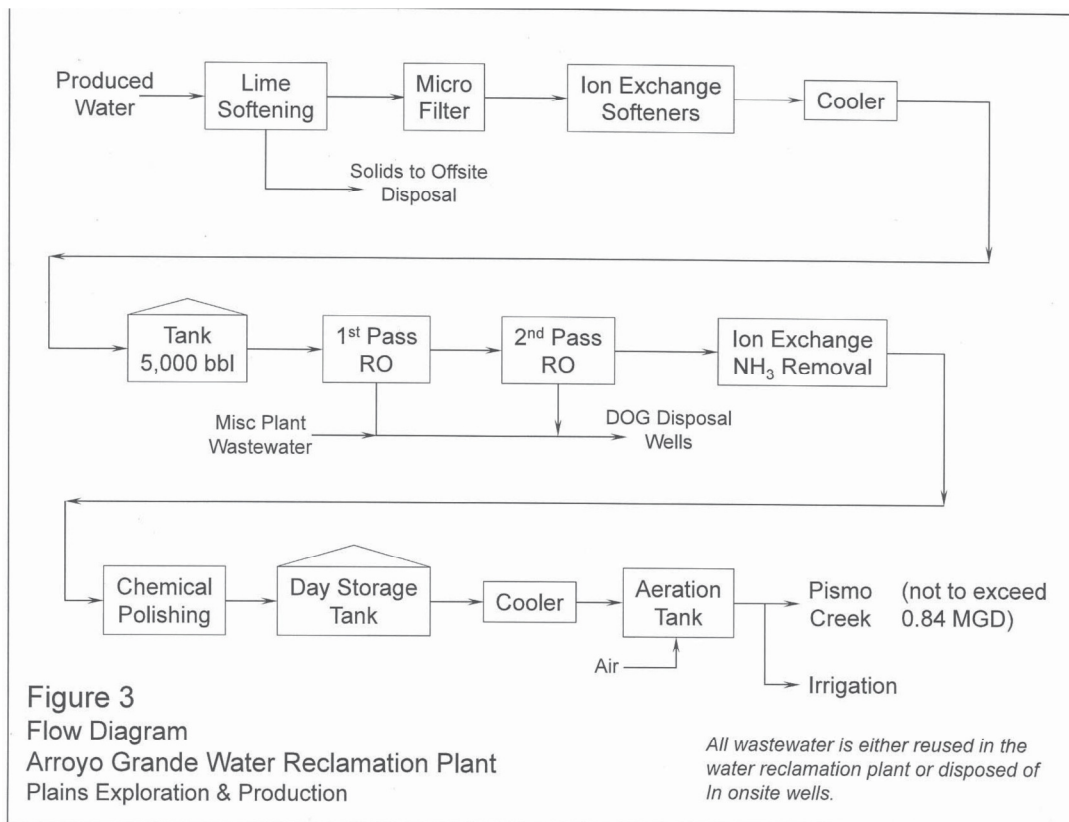 Produced
Water
Lime
Softening
Micro
Filter
Ion Exchange
Softeners
Cooler
Solids to Offsite
Disposal
Tank
5,000 bbl
1st Pass
RO
2nd Pass
RO
Ion Exchange
NH3 Removal
Misc Plant
Wastewater
DOG Disposal
Wells
Chemical
Polishing
Day Storage
Tank
Cooler
Aeration
Tank
Air
Pismo (not to exceed
Creek 0.84 MGD)
Irrigation
Figure 3
Flow Diagram
Arroyo Grande Water Reclamation Plant
Plains Exploration & Production
All wastewater is either reused in the
water reclamation plant or disposed of
In onsite wells.